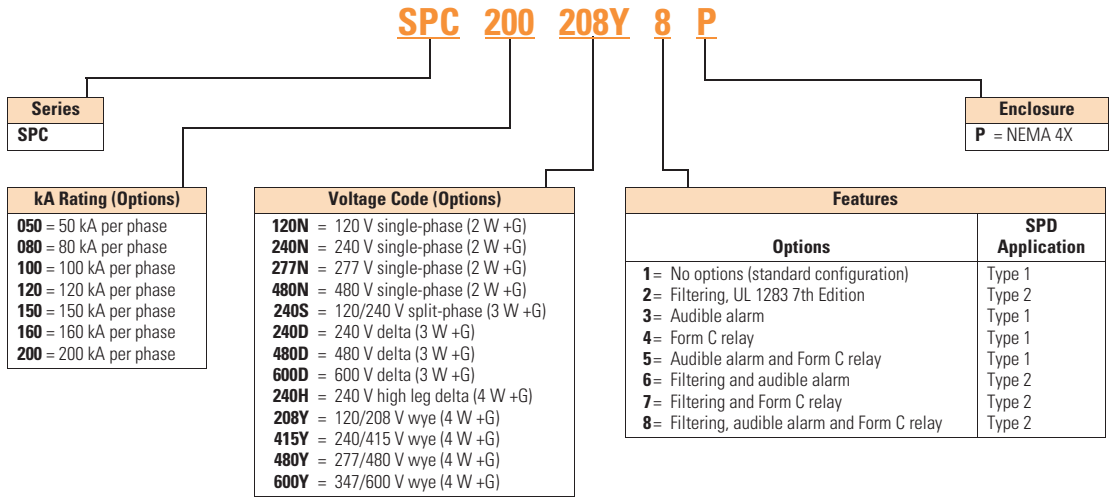 SPC 200 208Y 8 P
Series
SPC
Enclosure
P = NEMA 4X
kA Rating (Options)
050 = 50 kA per phase
080 = 80 kA per phase
100 = 100 kA per phase
120 = 120 kA per phase
150 = 150 kA per phase
160 = 160 kA per phase
200 = 200 kA per phase
Voltage Code (Options)
120N = 120 V single-phase (2 W +G)
240N = 240 V single-phase (2 W +G)
277N = 277 V single-phase (2 W +G)
480N = 480 V single-phase (2 W +G)
240S = 120/240 V split-phase (3 W +G)
240D = 240 V delta (3 W +G)
480D = 480 V delta (3 W +G)
600D = 600 V delta (3 W +G)
240H = 240 V high leg delta (4 W +G)
208Y = 120/208 V wye (4 W +G)
415Y = 240/415 V wye (4 W +G)
480Y = 277/480 V wye (4 W +G)
600Y = 347/600 V wye (4 W +G)
Features
Options SPD Application
1= No options (standard configuration) Type 1
2= Filtering, UL 1283 7th Edition Type 2
3= Audible alarm Type 1
4= Form C relay Type 1
5= Audible alarm and Form C relay Type 1
6= Filtering and audible alarm Type 2
7= Filtering and Form C relay Type 2
8= Filtering, audible alarm and Form C relay Type 2